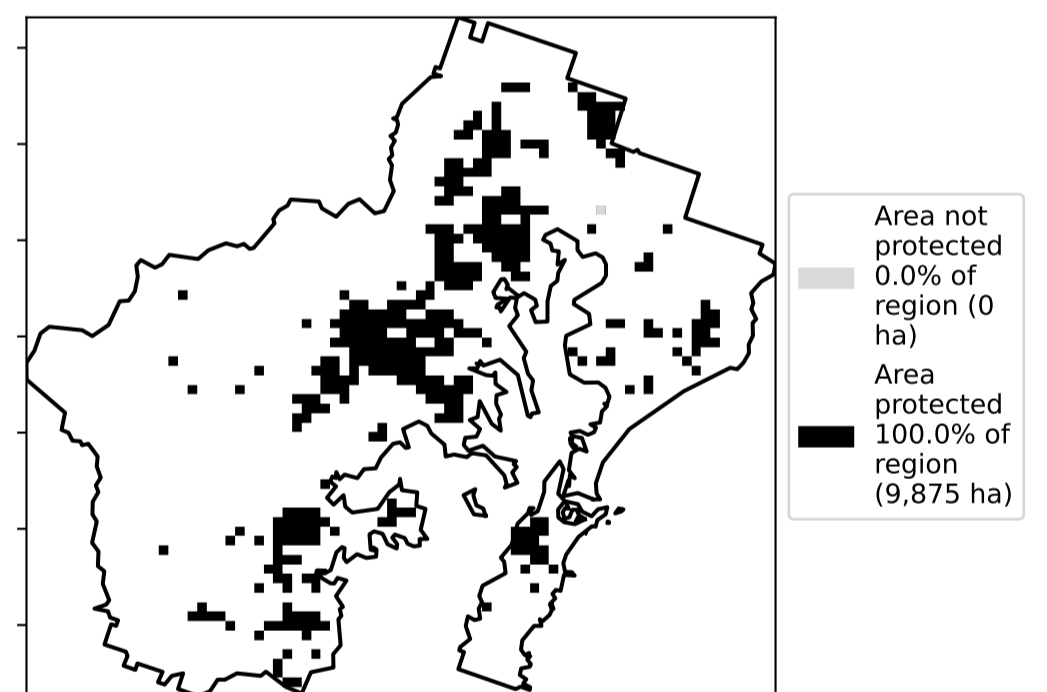 Area not
protected
0.0% of
region (0
ha)
Area
protected
100.0% of
region
(9,875 ha)